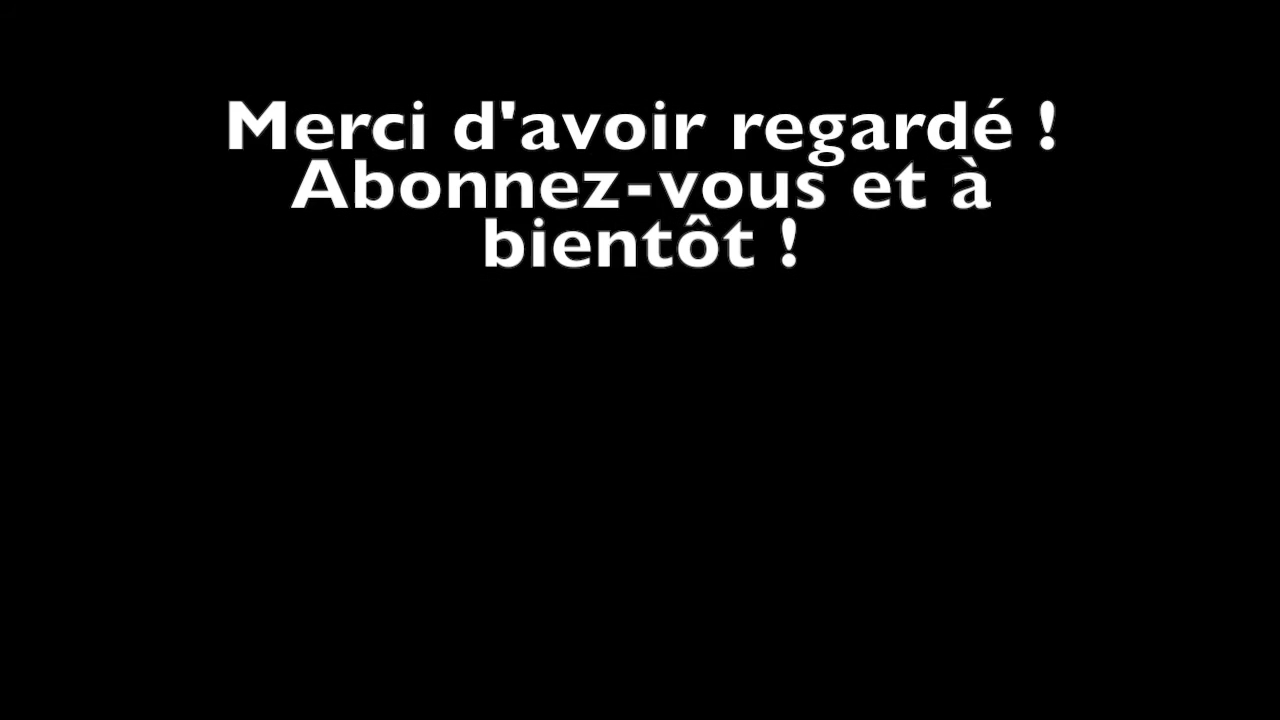 Merci d'avoir regardé !
Abonnez-vous et à
bientôt !